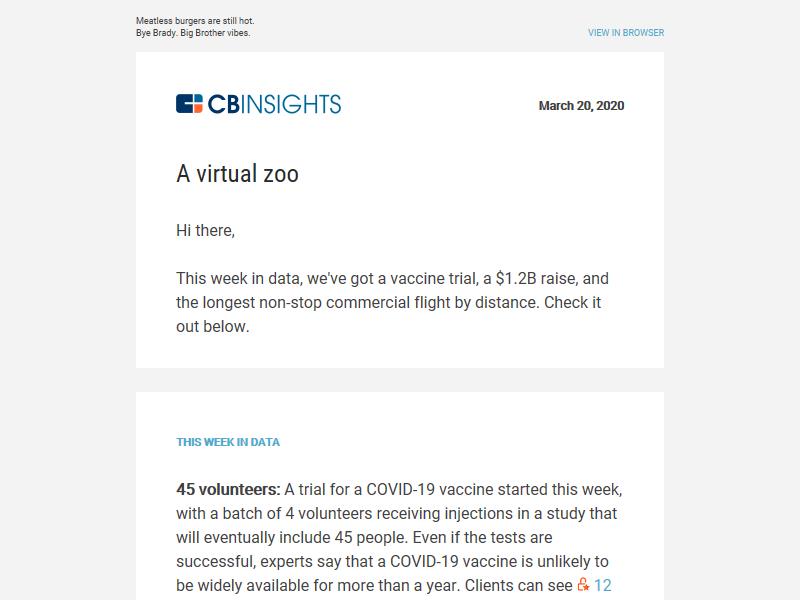 Meatless burgers are still hot.
Bye Brady. Big Brother vibes.
VIEW IN BROWSER
CBINSIGHTS
March 20, 2020
A virtual zoo
Hi there,
This week in data, we've got a vaccine trial, a $1.2B raise, and
the longest non-stop commercial flight by distance. Check it
out below.
THIS WEEK IN DATA
45 volunteers: A trial for a COVID-19 vaccine started this week,
with a batch of 4 volunteers receiving injections in a study that
will eventually include 45 people. Even if the tests are
successful, experts say that a COVID-19 vaccine is unlikely to
be widely available for more than a year. Clients can see 12